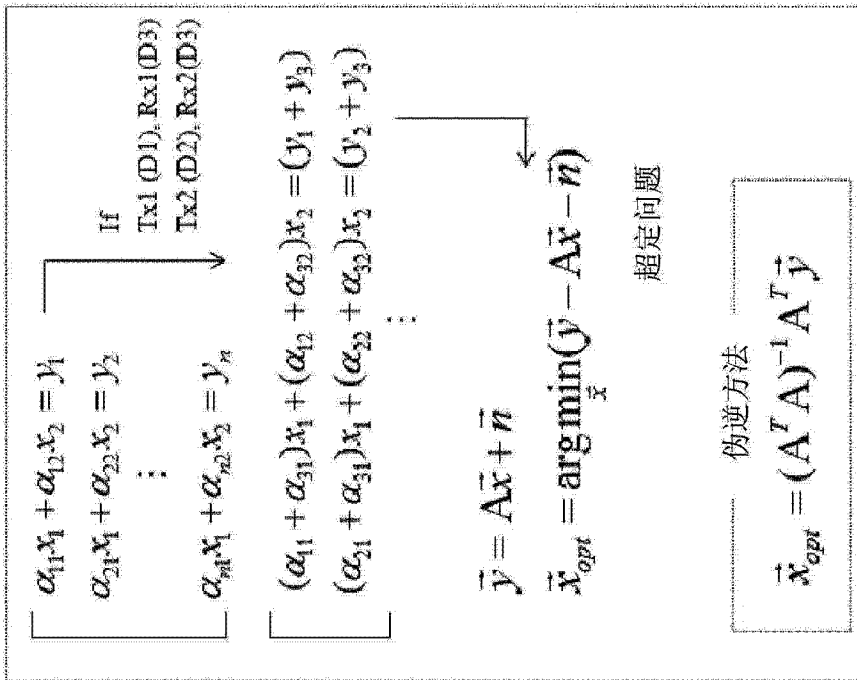 α₁₁x₁ + α₁₂x₂ = y₁
α₂₁x₁ + α₂₂x₂ = y₂
⋮
αₙ₁x₁ + αₙ₂x₂ = yₙ
If
Tx1 (D1), Rx1(D3)
Tx2 (D2), Rx2(D3)
(α₁₁ + α₃₁)x₁ + (α₁₂ + α₃₂)x₂ = (y₁ + y₃)
(α₂₁ + α₃₁)x₁ + (α₂₂ + α₃₂)x₂ = (y₂ + y₃)
⋮
y⃗ = Ax⃗ + n⃗
x⃗ₒₚₜ = arg min(y⃗ − Ax⃗ − n⃗)
x⃗
超定问题
伪逆方法
x⃗ₒₚₜ = (AᵀA)⁻¹Aᵀy⃗